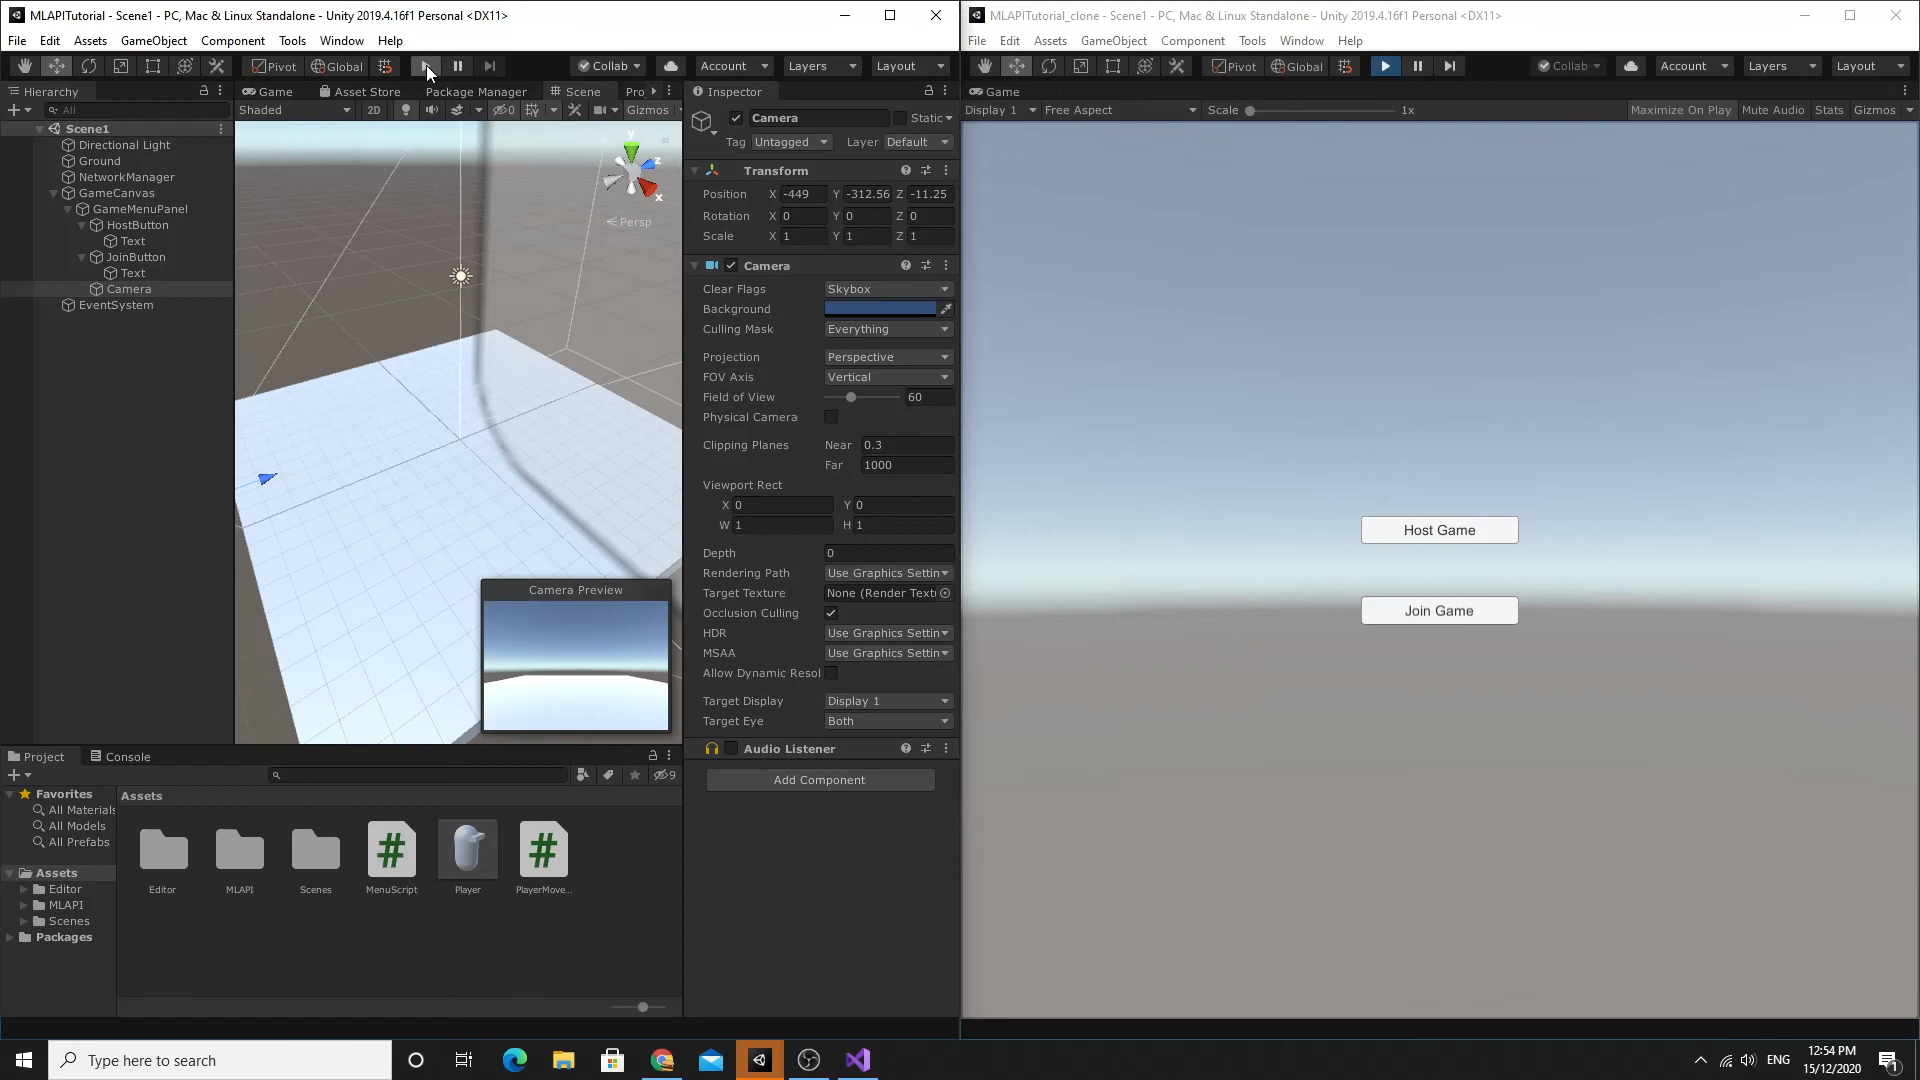 MLAPITutorial - Scene1 - PC, Mac & Linux Standalone - Unity 2019.4.16f1 Personal <DX11>
File Edit Assets GameObject Component Tools Window Help
Pivot Global Collab Account Layers Layout
Hierarchy
All
Scene1
Directional Light
Ground
NetworkManager
GameCanvas
GameMenuPanel
HostButton
Text
JoinButton
Text
Camera
EventSystem
Game Asset Store Package Manager Scene Pro
Shaded 2D 0 Gizmos
y
z
x
Persp
Camera Preview
Inspector
Camera Static
Tag Untagged Layer Default
Transform
Position X -449 Y -312.56 Z -11.25
Rotation X 0 Y 0 Z 0
Scale X 1 Y 1 Z 1
Camera
Clear Flags Skybox
Background
Culling Mask Everything
Projection Perspective
FOV Axis Vertical
Field of View 60
Physical Camera
Clipping Planes Near 0.3
Far 1000
Viewport Rect
X 0 Y 0
W 1 H 1
Depth 0
Rendering Path Use Graphics Settin
Target Texture None (Render Textu
Occlusion Culling
HDR Use Graphics Settin
MSAA Use Graphics Settin
Allow Dynamic Resol
Target Display Display 1
Target Eye Both
Audio Listener
Add Component
Project Console
9
Favorites
All Materials
All Models
All Prefabs
Assets
Editor
MLAPI
Scenes
Packages
Assets
Editor MLAPI Scenes MenuScript Player PlayerMove...
MLAPITutorial_clone - Scene1 - PC, Mac & Linux Standalone - Unity 2019.4.16f1 Personal <DX11>
File Edit Assets GameObject Component Tools Window Help
Pivot Global Collab Account Layers Layout
Game
Display 1 Free Aspect Scale 1x Maximize On Play Mute Audio Stats Gizmos
Host Game
Join Game
Type here to search
ENG
12:54 PM
15/12/2020
1